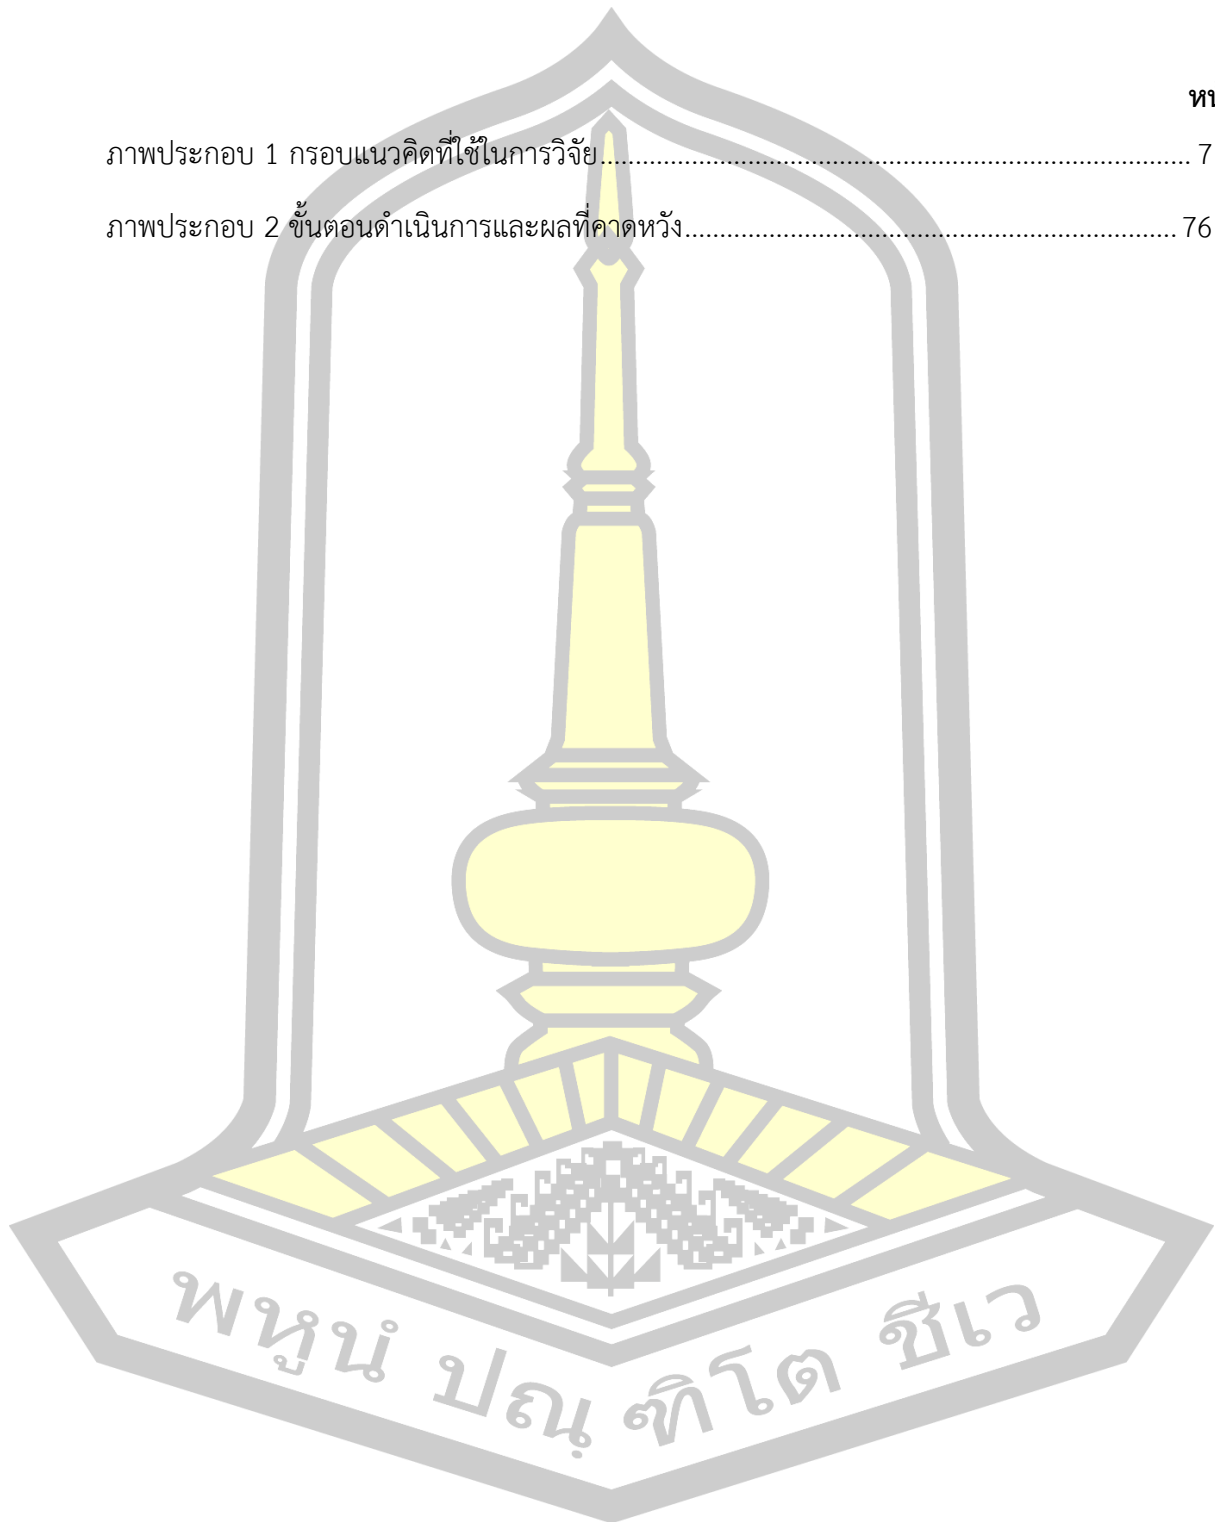 ภาพประกอบ 1 กรอบแนวคิดที่ใช้ในการวิจัย.................................................................................... 7
ภาพประกอบ 2 ขั้นตอนดำเนินการและผลที่คาดหวัง..................................................................... 76
พหูนํ ปณฺ ฑิโต ชีเว